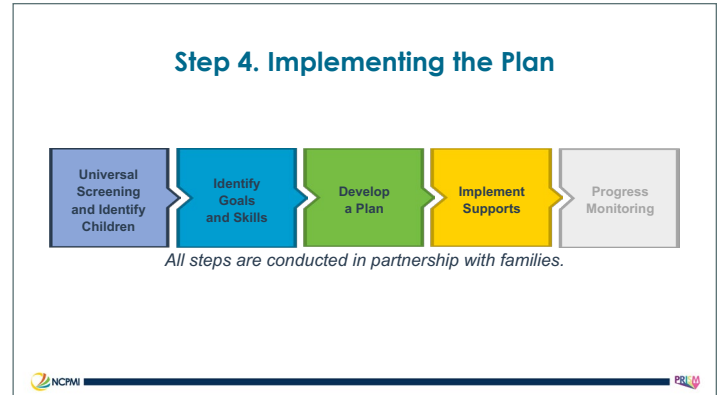 Step 4. Implementing the Plan
Universal
Screening
and Identify
Children
Identify
Goals
and Skills
Develop
a Plan
Implement
Supports
Progress
Monitoring
All steps are conducted in partnership with families.
NCPMI
PRISM